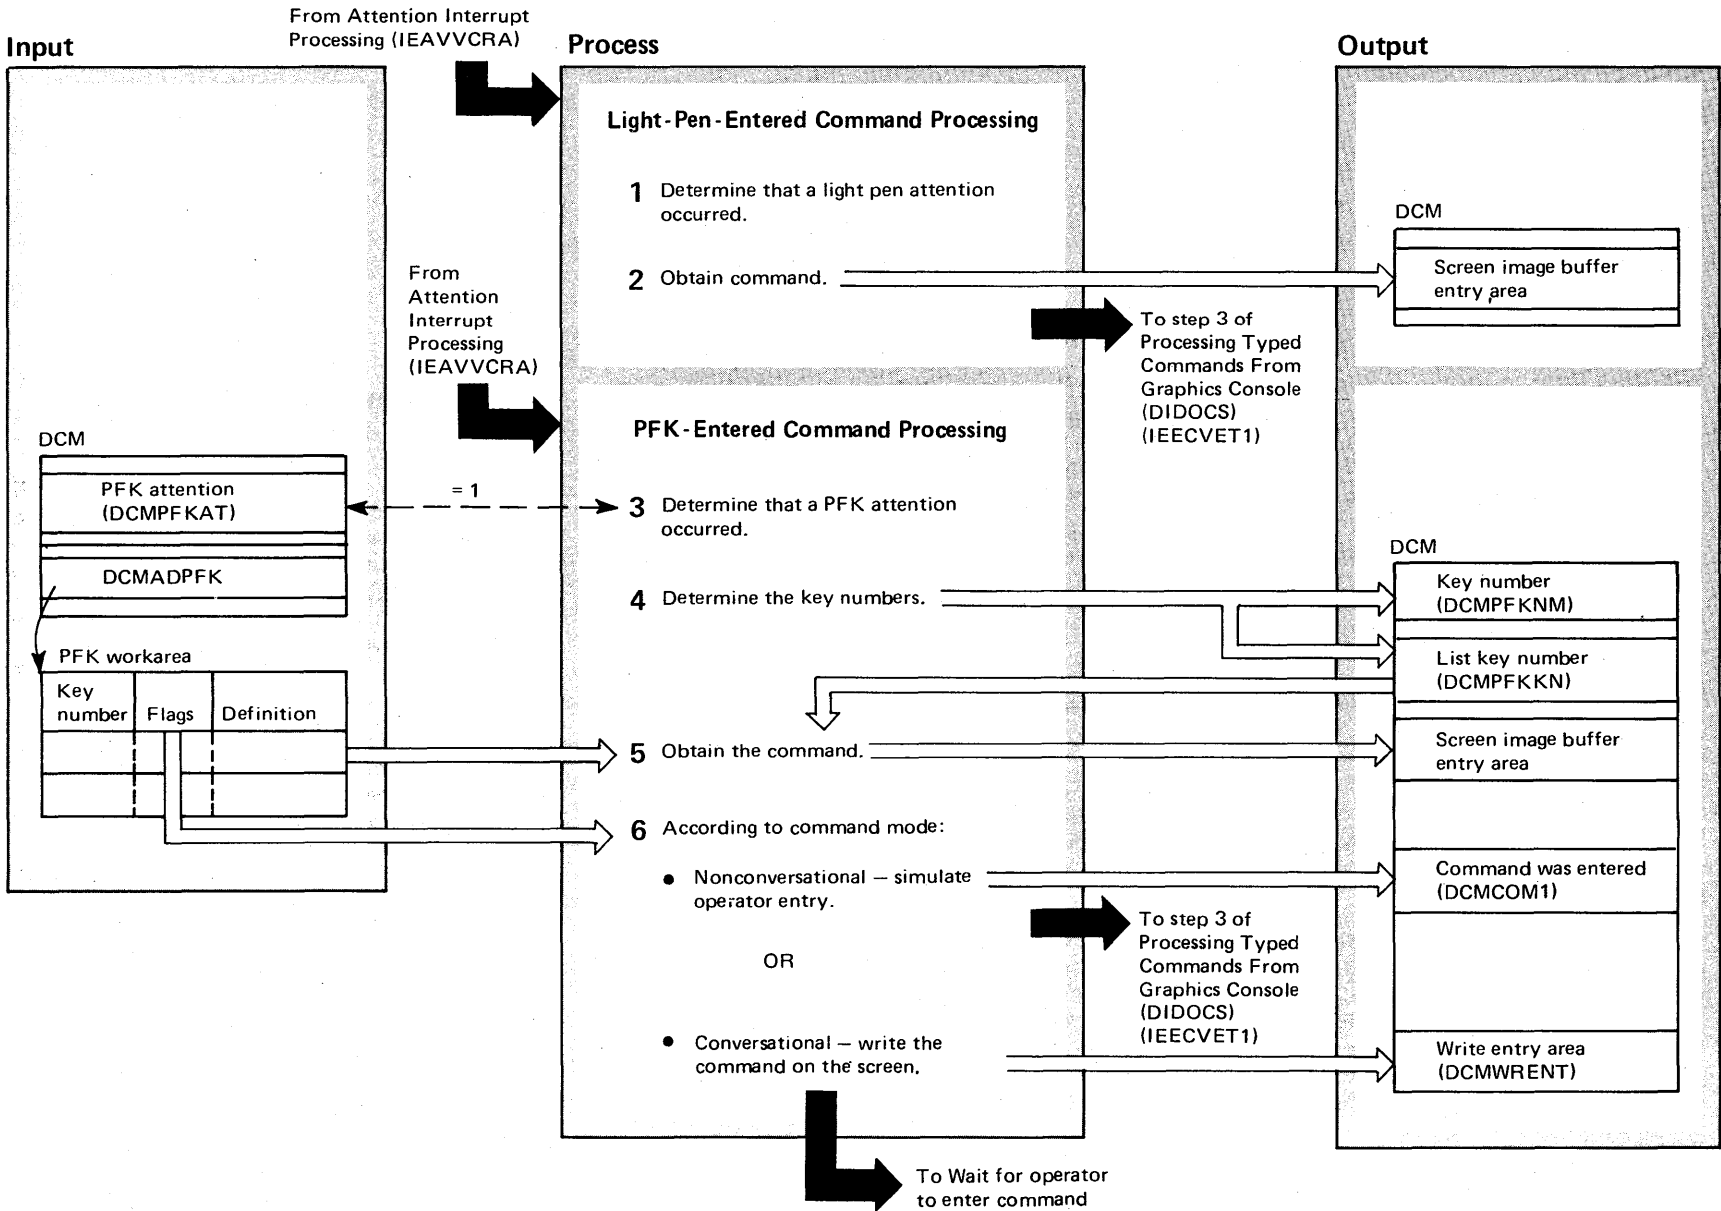 From Attention Interrupt
Processing (IEAVVCRA)
Input
Process
Output
Light-Pen-Entered Command Processing
1 Determine that a light pen attention
occurred.
2 Obtain command.
DCM
Screen image buffer
entry area
To step 3 of
Processing Typed
Commands From
Graphics Console
(DIDOCS)
(IEECVET1)
From
Attention
Interrupt
Processing
(IEAVVCRA)
PFK-Entered Command Processing
DCM
PFK attention
(DCMPFKAT)
DCMADPFK
= 1
3 Determine that a PFK attention
occurred.
4 Determine the key numbers.
DCM
Key number
(DCMPFKNM)
List key number
(DCMPFKKN)
PFK workarea
Key
number
Flags
Definition
5 Obtain the command.
Screen image buffer
entry area
6 According to command mode:
• Nonconversational — simulate
operator entry.
Command was entered
(DCMCOM1)
To step 3 of
Processing Typed
Commands From
Graphics Console
(DIDOCS)
(IEECVET1)
OR
• Conversational — write the
command on the screen.
Write entry area
(DCMWRENT)
To Wait for operator
to enter command